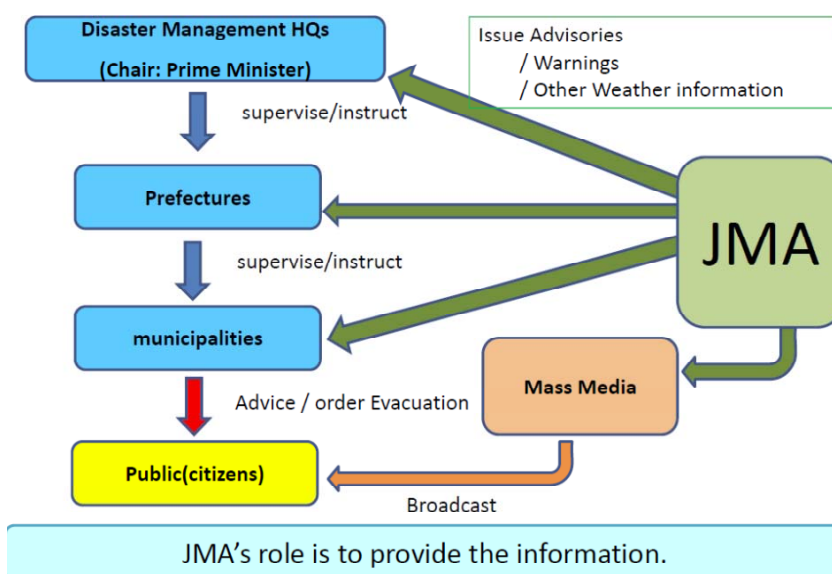 Disaster Management HQs
(Chair: Prime Minister)
Issue Advisories
/ Warnings
/ Other Weather information
supervise/instruct
Prefectures
JMA
supervise/instruct
municipalities
Mass Media
Advice / order Evacuation
Public(citizens)
Broadcast
JMA's role is to provide the information.